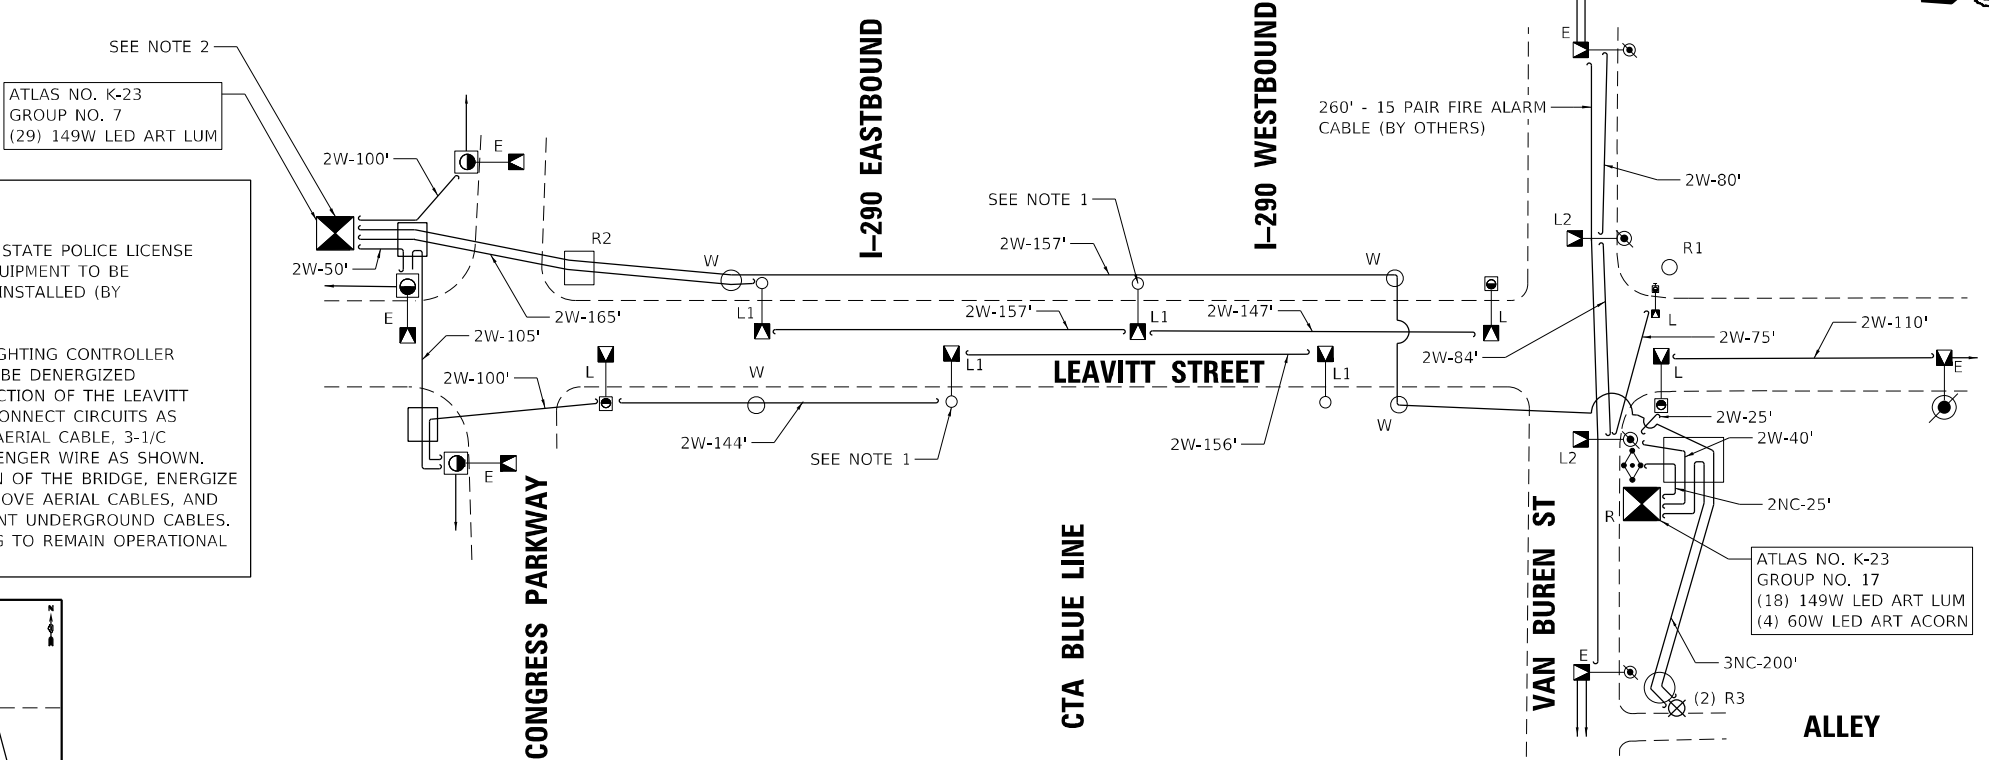 SEE NOTE 2
ATLAS NO. K-23
GROUP NO. 7
(29) 149W LED ART LUM
STATE POLICE LICENSE
UIPMENT TO BE
INSTALLED (BY
GHTING CONTROLLER
BE DENERGIZED
CTION OF THE LEAVITT
ONNECT CIRCUITS AS
AERIAL CABLE, 3-1/C
ENGER WIRE AS SHOWN.
N OF THE BRIDGE, ENERGIZE
OVE AERIAL CABLES, AND
NT UNDERGROUND CABLES.
G TO REMAIN OPERATIONAL
N
2W-100'
E
2W-50'
E
R2
2W-165'
2W-105'
2W-100'
L
E
CONGRESS PARKWAY
I-290 EASTBOUND
W
L1
2W-157'
2W-157'
SEE NOTE 1
L1
W
2W-144'
SEE NOTE 1
L1
LEAVITT STREET
CTA BLUE LINE
I-290 WESTBOUND
W
2W-147'
L
L1
2W-156'
W
260' - 15 PAIR FIRE ALARM
CABLE (BY OTHERS)
E
2W-80'
L2
R1
L
2W-84'
2W-75'
2W-110'
L
E
2W-25'
2W-40'
L2
2NC-25'
R
ATLAS NO. K-23
GROUP NO. 17
(18) 149W LED ART LUM
(4) 60W LED ART ACORN
VAN BUREN ST
E
3NC-200'
(2) R3
ALLEY